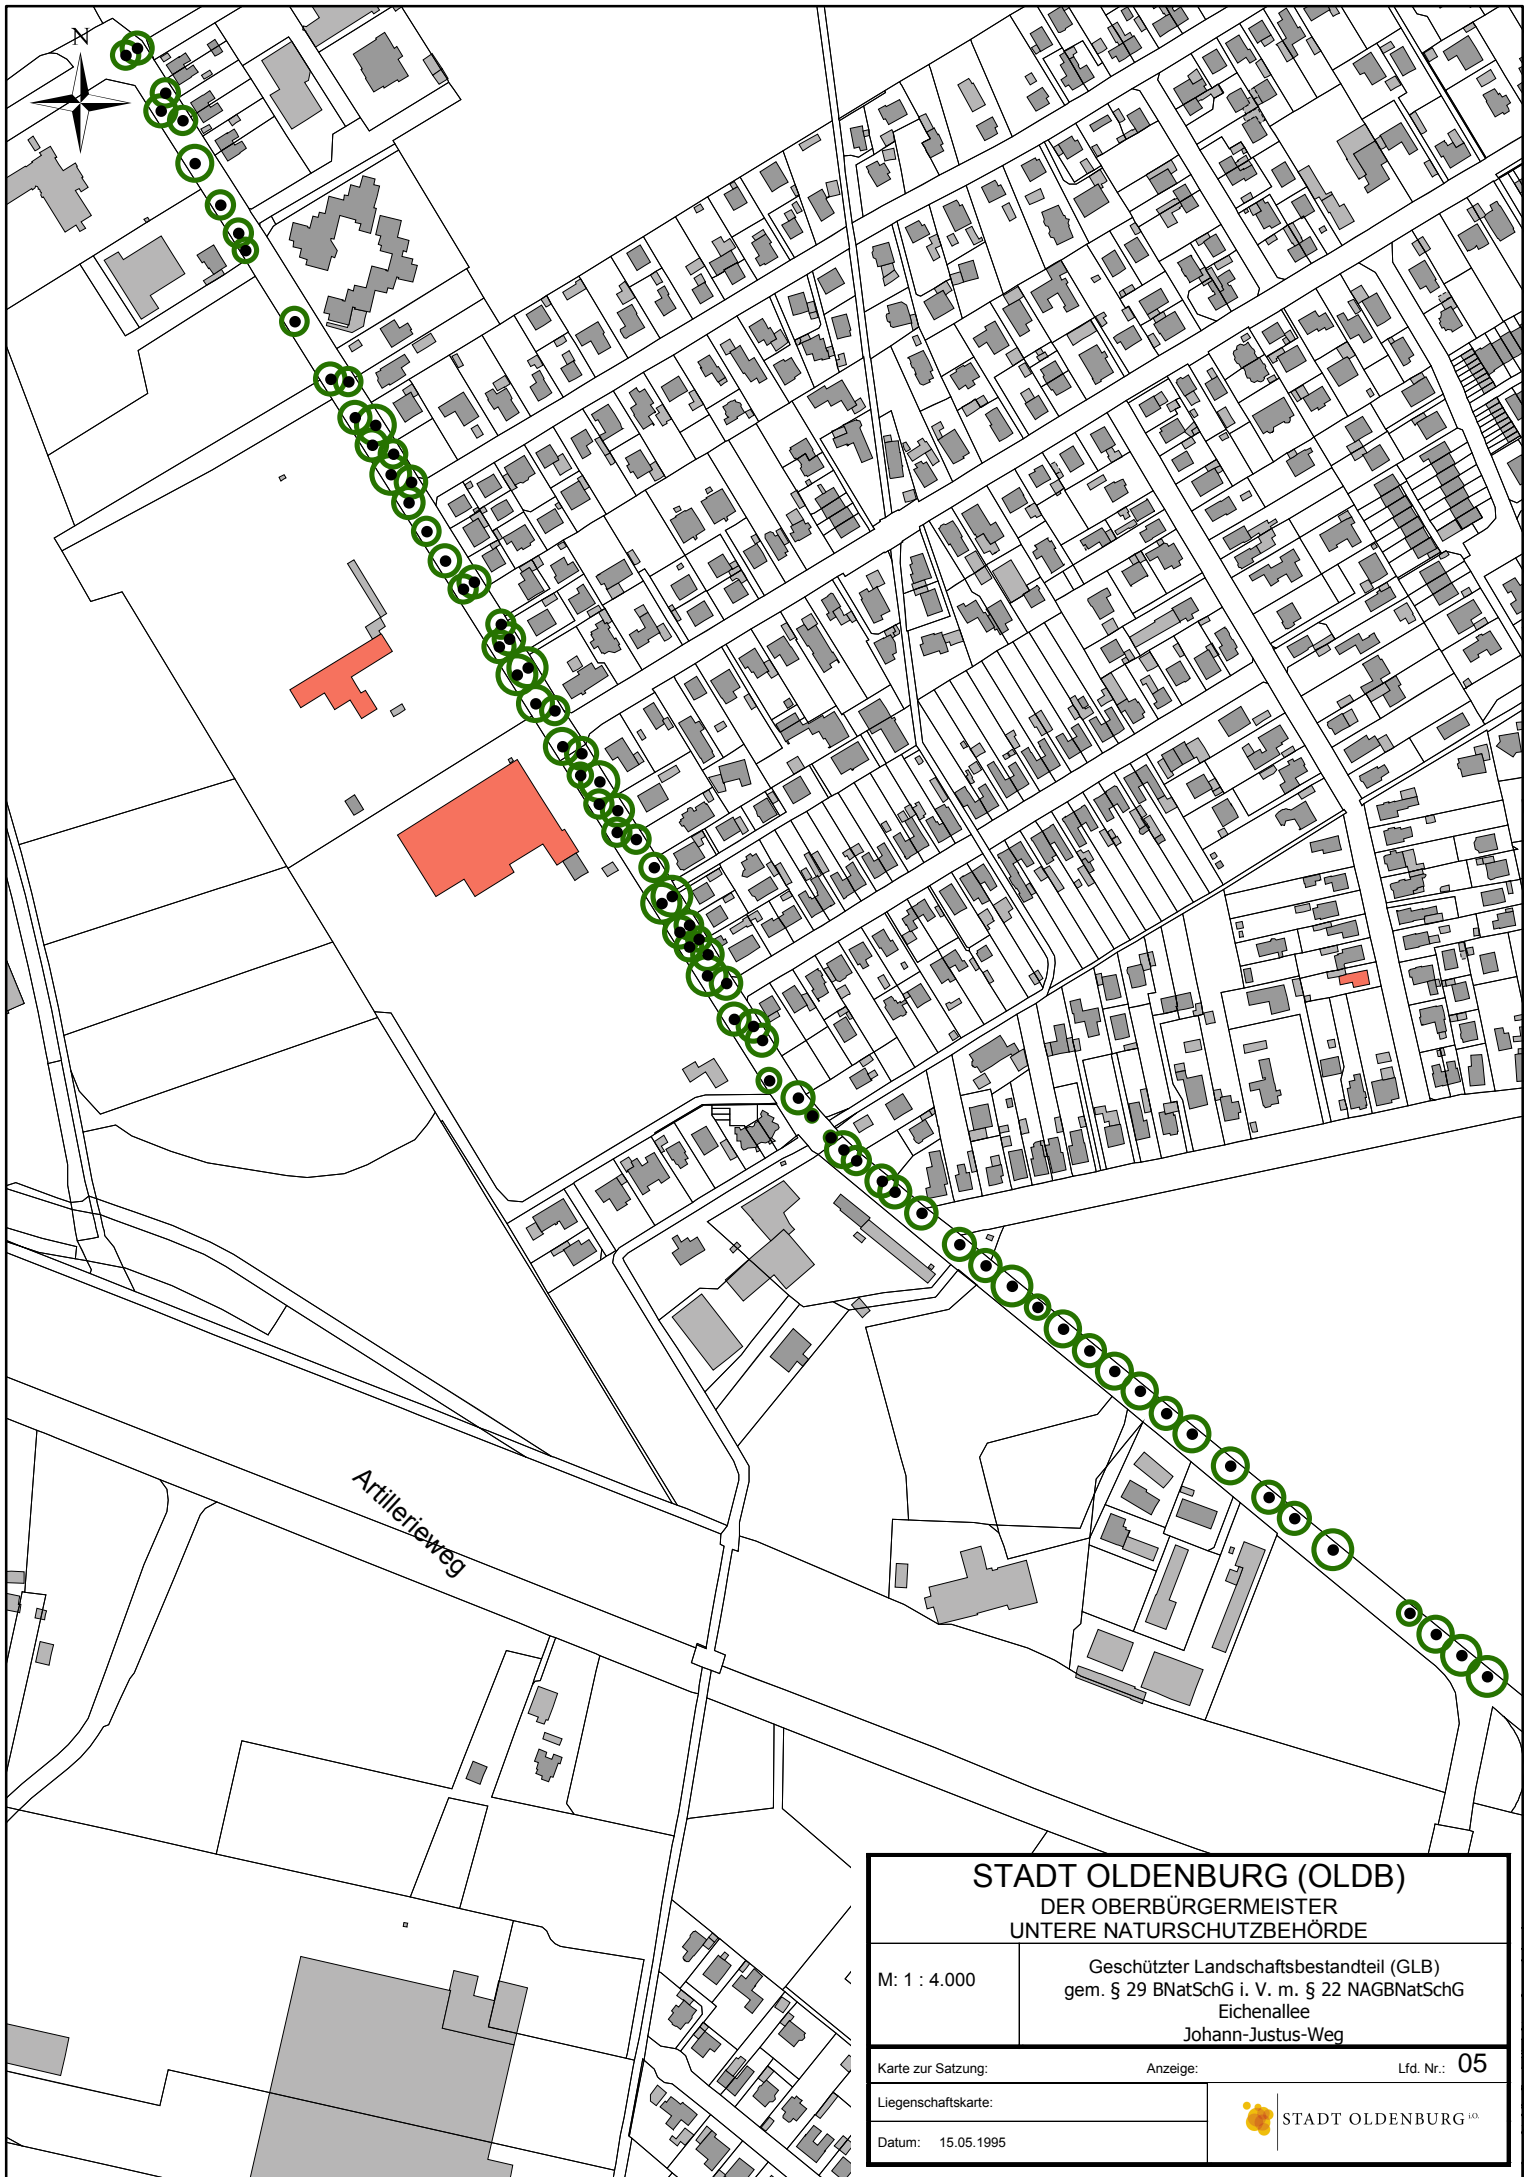 N
Artillerieweg
STADT OLDENBURG (OLDB)
DER OBERBÜRGERMEISTER
UNTERE NATURSCHUTZBEHÖRDE
M: 1 : 4.000
Geschützter Landschaftsbestandteil (GLB)
gem. § 29 BNatSchG i. V. m. § 22 NAGBNatSchG
Eichenallee
Johann-Justus-Weg
Karte zur Satzung: Anzeige: Lfd. Nr.: 05
Liegenschaftskarte:
Datum: 15.05.1995
STADT OLDENBURG i.O.